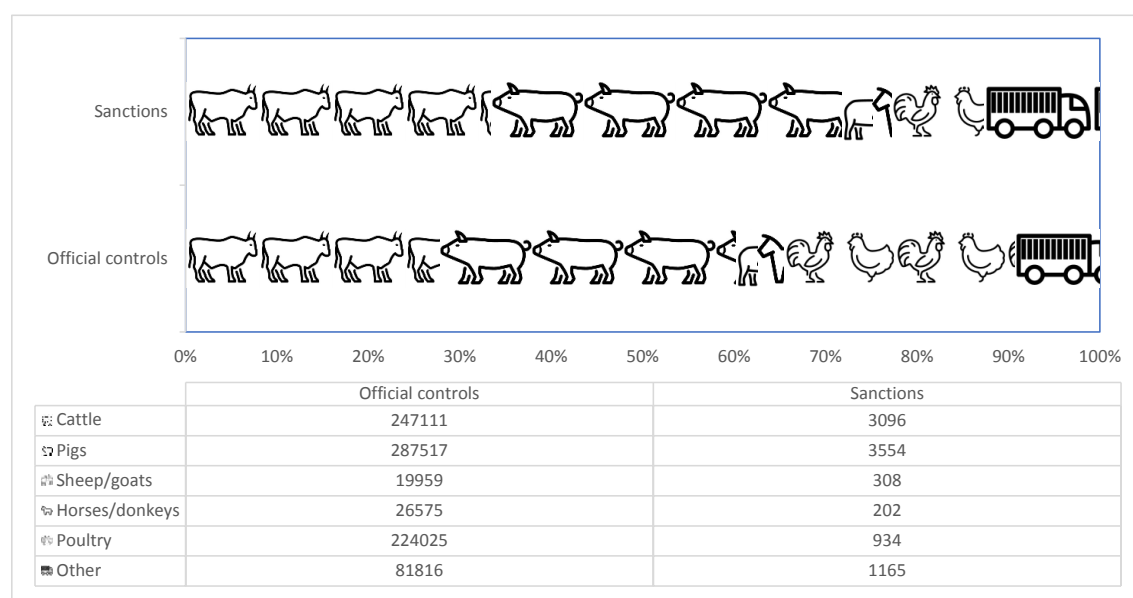 Sanctions
Official controls
0% 10% 20% 30% 40% 50% 60% 70% 80% 90% 100%
Official controls Sanctions
Cattle 247111 3096
Pigs 287517 3554
Sheep/goats 19959 308
Horses/donkeys 26575 202
Poultry 224025 934
Other 81816 1165